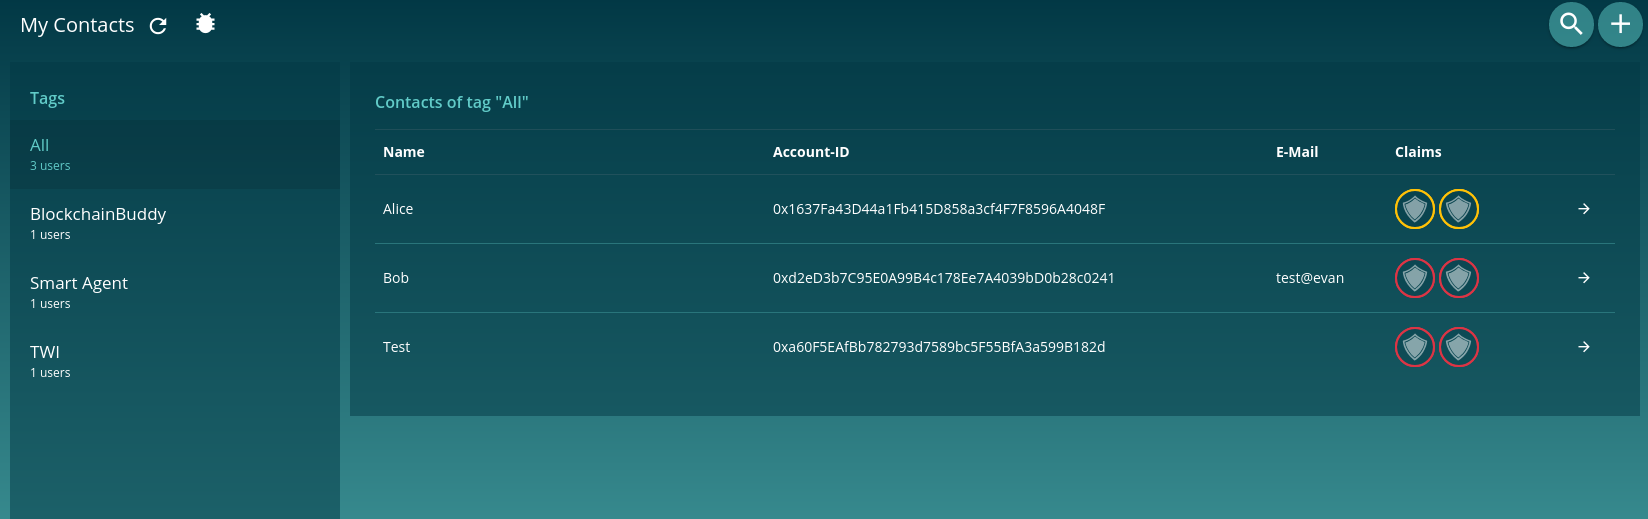 My Contacts
Tags
All
3 users
BlockchainBuddy
1 users
Smart Agent
1 users
TWI
1 users
Contacts of tag "All"
Name Account-ID E-Mail Claims
Alice 0x1637Fa43D44a1Fb415D858a3cf4F7F8596A4048F
Bob 0xd2eD3b7C95E0A99B4c178Ee7A4039bD0b28c0241 test@evan
Test 0xa60F5EAfBb782793d7589bc5F55BfA3a599B182d